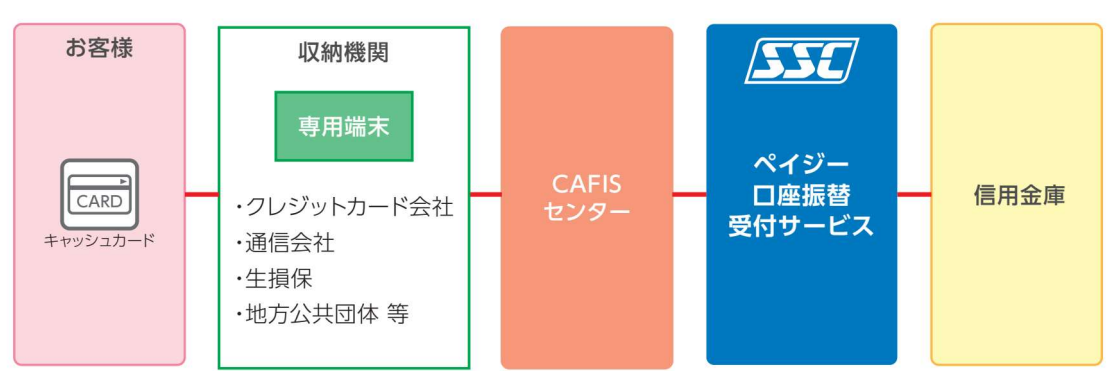 お客様
CARD
キャッシュカード
収納機関
専用端末
・クレジットカード会社
・通信会社
・生損保
・地方公共団体 等
CAFIS
センター
SSC
ペイジー
口座振替
受付サービス
信用金庫